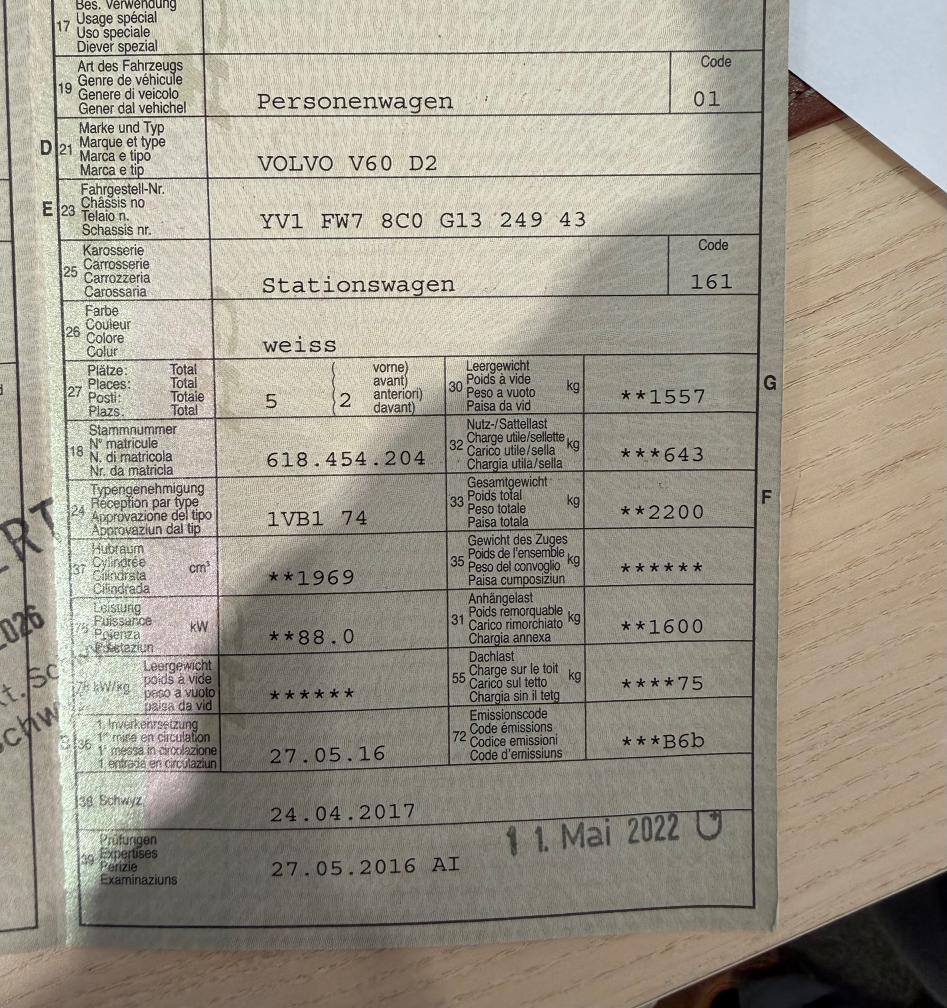 Bes. Verwendung
17 Usage spécial
Uso speciale
Diever spezial
Art des Fahrzeugs
19 Genre de véhicule
Genere di veicolo
Gener dal vehichel
Personenwagen
Code
01
D 21 Marke und Typ
Marque et type
Marca e tipo
Marca e tip
VOLVO V60 D2
E 23 Fahrgestell-Nr.
Châssis no
Telaio n.
Schassis nr.
YV1 FW7 8C0 G13 249 43
25 Karosserie
Carrosserie
Carrozzeria
Carossaria
Stationswagen
Code
161
26 Farbe
Couleur
Colore
Colur
weiss
27 Plätze: Total
Places: Total
Posti: Totale
Plazs: Total
5 ( 2
vorne)
avant)
anteriori)
davant)
30 Leergewicht
Poids à vide
Peso a vuoto
Paisa da vid
kg
**1557
G
18 Stammnummer
N° matricule
N. di matricola
Nr. da matricla
618.454.204
32 Nutz-/Sattellast
Charge utile/sellette
Carico utile/sella
Chargia utila/sella
kg
***643
24 Typengenehmigung
Réception par type
Approvazione del tipo
Approvaziun dal tip
1VB1 74
33 Gesamtgewicht
Poids total
Peso totale
Paisa totala
kg
**2200
F
37 Hubraum
Cylindrée
Cilindrata
Cilindrada
cm³
**1969
35 Gewicht des Zuges
Poids de l'ensemble
Peso del convoglio
Paisa cumposiziun
kg
******
Leistung
Puissance
Potenza
kW
**88.0
31 Anhängelast
Poids remorquable
Carico rimorchiato
Chargia annexa
kg
**1600
78 kW/kg
Leergewicht
poids à vide
peso a vuoto
paisa da vid
******
55 Dachlast
Charge sur le toit
Carico sul tetto
Chargia sin il tetg
kg
****75
36 1. Inverkehrsetzung
1re mise en circulation
1a messa in circolazione
1. entrada en circulaziun
27.05.16
72 Emissionscode
Code émissions
Codice emissioni
Code d'emissiuns
***B6b
38 Schwyz,
24.04.2017
39 Prüfungen
Expertises
Perizie
Examinaziuns
27.05.2016 AI
11. Mai 2022